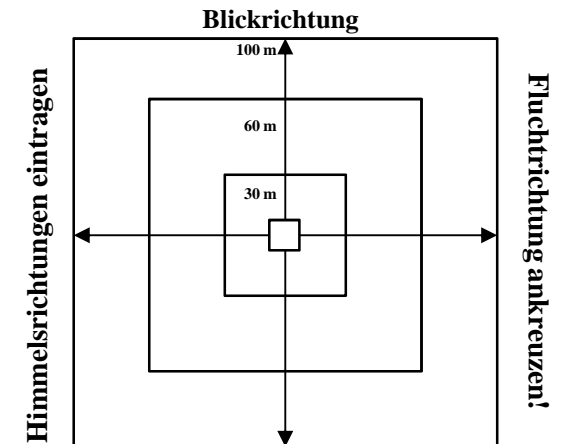 Blickrichtung
100 m
60 m
30 m
Himmelsrichtungen eintragen
Fluchtrichtung ankreuzen!